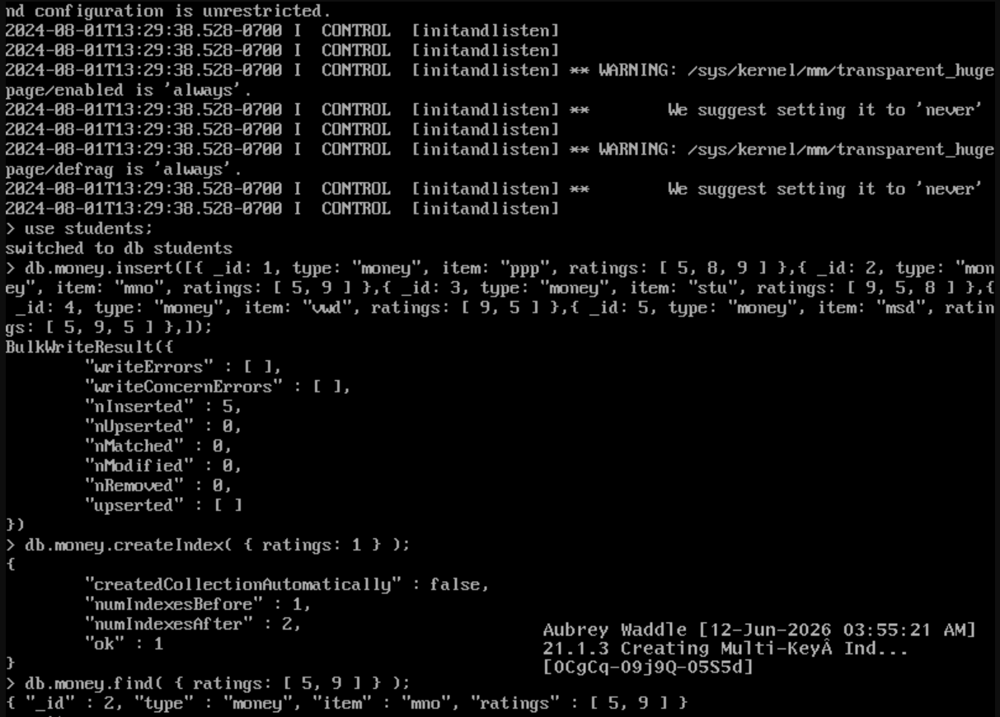 nd configuration is unrestricted.
2024-08-01T13:29:38.528-0700 I  CONTROL  [initandlisten]
2024-08-01T13:29:38.528-0700 I  CONTROL  [initandlisten]
2024-08-01T13:29:38.528-0700 I  CONTROL  [initandlisten] ** WARNING: /sys/kernel/mm/transparent_huge
page/enabled is 'always'.
2024-08-01T13:29:38.528-0700 I  CONTROL  [initandlisten] **        We suggest setting it to 'never'
2024-08-01T13:29:38.528-0700 I  CONTROL  [initandlisten]
2024-08-01T13:29:38.528-0700 I  CONTROL  [initandlisten] ** WARNING: /sys/kernel/mm/transparent_huge
page/defrag is 'always'.
2024-08-01T13:29:38.528-0700 I  CONTROL  [initandlisten] **        We suggest setting it to 'never'
2024-08-01T13:29:38.528-0700 I  CONTROL  [initandlisten]
> use students;
switched to db students
> db.money.insert([{ _id: 1, type: "money", item: "ppp", ratings: [ 5, 8, 9 ] },{ _id: 2, type: "mon
ey", item: "mno", ratings: [ 5, 9 ] },{ _id: 3, type: "money", item: "stu", ratings: [ 9, 5, 8 ] },{
 _id: 4, type: "money", item: "vwd", ratings: [ 9, 5 ] },{ _id: 5, type: "money", item: "msd", ratin
gs: [ 5, 9, 5 ] },]);
BulkWriteResult({
        "writeErrors" : [ ],
        "writeConcernErrors" : [ ],
        "nInserted" : 5,
        "nUpserted" : 0,
        "nMatched" : 0,
        "nModified" : 0,
        "nRemoved" : 0,
        "upserted" : [ ]
})
> db.money.createIndex( { ratings: 1 } );
{
        "createdCollectionAutomatically" : false,
        "numIndexesBefore" : 1,
        "numIndexesAfter" : 2,
        "ok" : 1
}
Aubrey Waddle [12-Jun-2026 03:55:21 AM]
21.1.3 Creating Multi-KeyÂ Ind...
[OCgCq-O9j9Q-O5S5d]
> db.money.find( { ratings: [ 5, 9 ] } );
{ "_id" : 2, "type" : "money", "item" : "mno", "ratings" : [ 5, 9 ] }